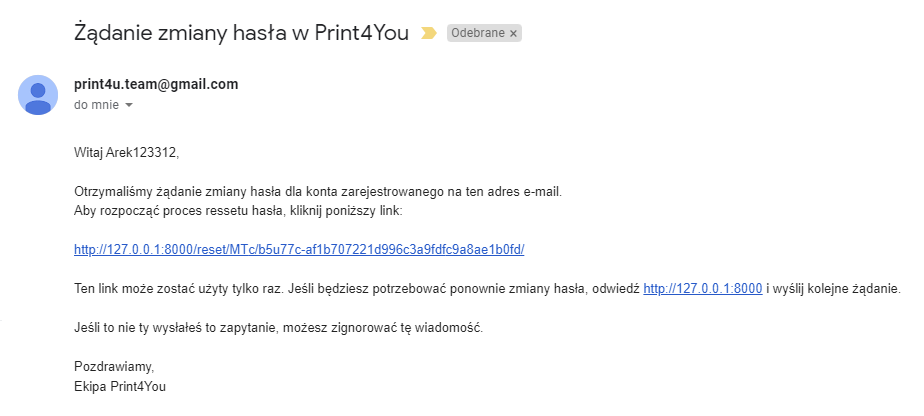 Żądanie zmiany hasła w Print4You
Odebrane ×
print4u.team@gmail.com
do mnie
Witaj Arek123312,
Otrzymaliśmy żądanie zmiany hasła dla konta zarejestrowanego na ten adres e-mail.
Aby rozpocząć proces ressetu hasła, kliknij poniższy link:
http://127.0.0.1:8000/reset/MTc/b5u77c-af1b707221d996c3a9fdfc9a8ae1b0fd/
Ten link może zostać użyty tylko raz. Jeśli będziesz potrzebować ponownie zmiany hasła, odwiedź http://127.0.0.1:8000 i wyślij kolejne żądanie.
Jeśli to nie ty wysłałeś to zapytanie, możesz zignorować tę wiadomość.
Pozdrawiamy,
Ekipa Print4You